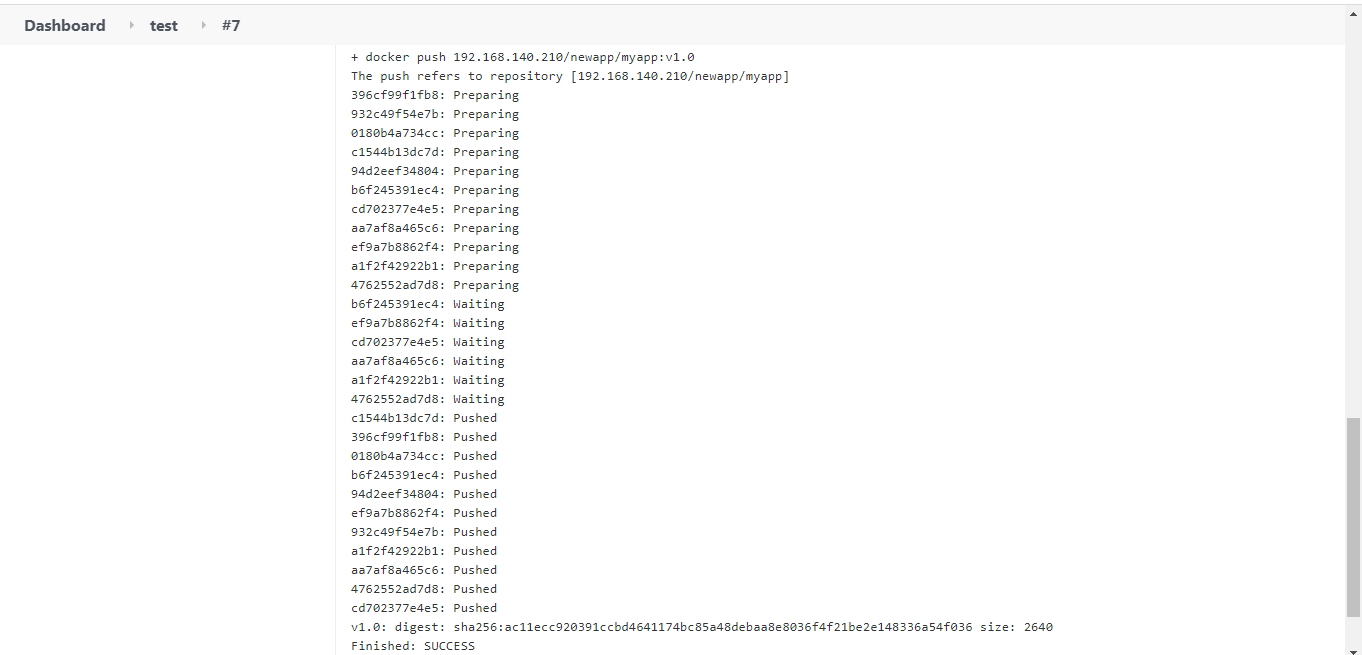 Dashboard test #7
+ docker push 192.168.140.210/newapp/myapp:v1.0
The push refers to repository [192.168.140.210/newapp/myapp]
396cf99f1fb8: Preparing
932c49f54e7b: Preparing
0180b4a734cc: Preparing
c1544b13dc7d: Preparing
94d2eef34804: Preparing
b6f245391ec4: Preparing
cd702377e4e5: Preparing
aa7af8a465c6: Preparing
ef9a7b8862f4: Preparing
a1f2f42922b1: Preparing
4762552ad7d8: Preparing
b6f245391ec4: Waiting
ef9a7b8862f4: Waiting
cd702377e4e5: Waiting
aa7af8a465c6: Waiting
a1f2f42922b1: Waiting
4762552ad7d8: Waiting
c1544b13dc7d: Pushed
396cf99f1fb8: Pushed
0180b4a734cc: Pushed
b6f245391ec4: Pushed
94d2eef34804: Pushed
ef9a7b8862f4: Pushed
932c49f54e7b: Pushed
a1f2f42922b1: Pushed
aa7af8a465c6: Pushed
4762552ad7d8: Pushed
cd702377e4e5: Pushed
v1.0: digest: sha256:ac11ecc920391ccbd4641174bc85a48debaa8e8036f4f21be2e148336a54f036 size: 2640
Finished: SUCCESS